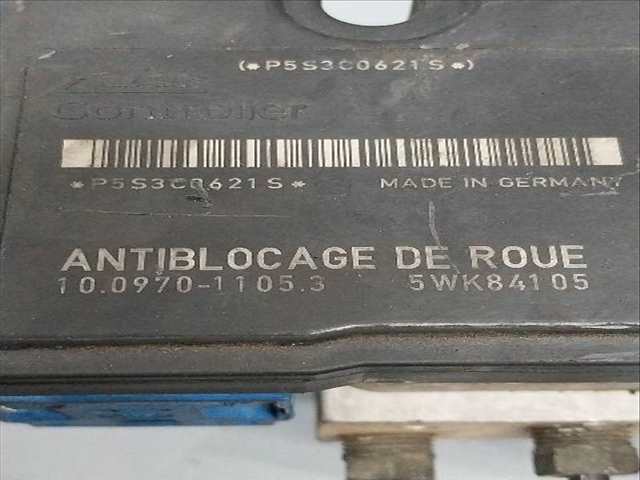 (*P5S3C0621S*)
Controller
*P5S3C0621S*
MADE IN GERMANY
ANTIBLOCAGE DE ROUE
10.0970-1105.3 5WK84105